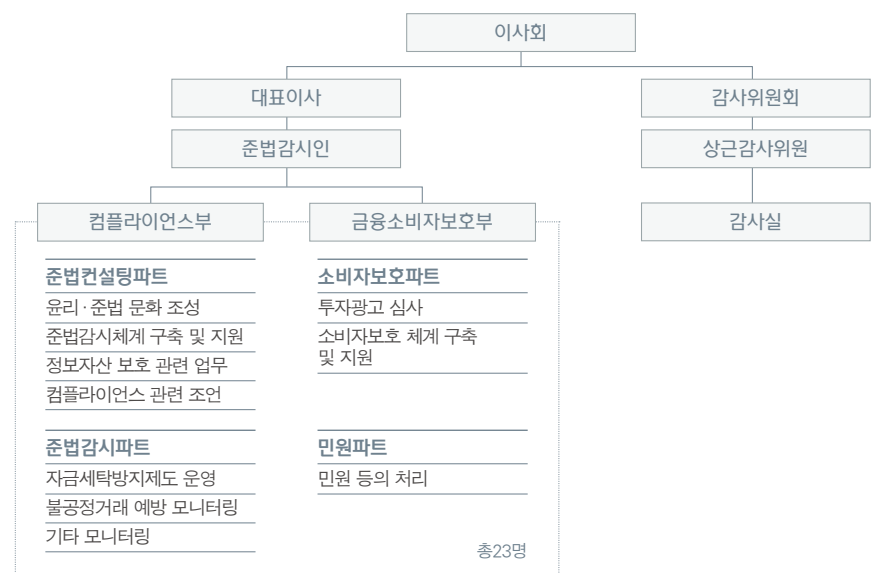 이사회
대표이사
감사위원회
준법감시인
상근감사위원
컴플라이언스부
금융소비자보호부
감사실
준법컨설팅파트
윤리·준법 문화 조성
준법감시체계 구축 및 지원
정보자산 보호 관련 업무
컴플라이언스 관련 조언
소비자보호파트
투자광고 심사
소비자보호 체계 구축
및 지원
준법감시파트
자금세탁방지제도 운영
불공정거래 예방 모니터링
기타 모니터링
민원파트
민원 등의 처리
총23명